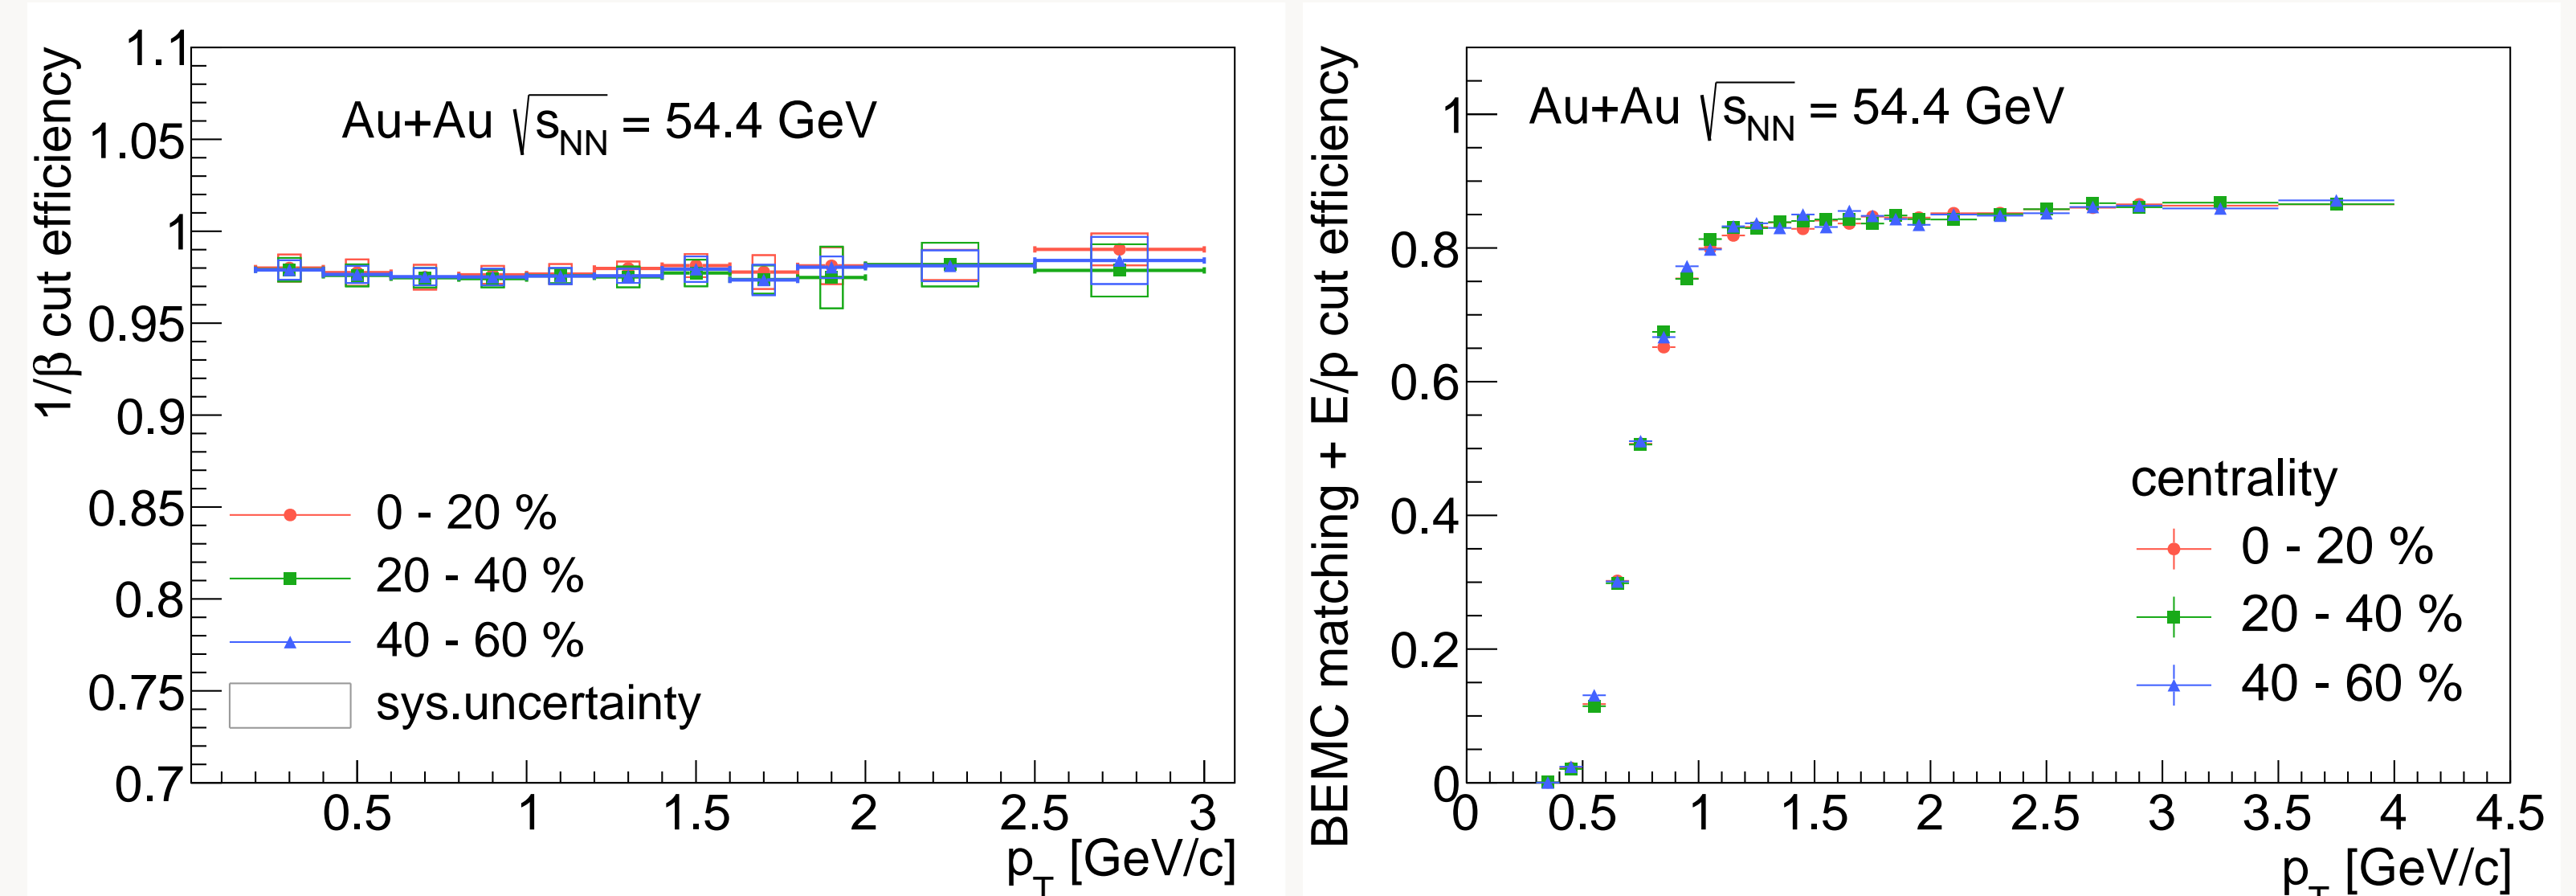 1/β cut efficiency
1.1
1.05
1
0.95
0.9
0.85
0.8
0.75
0.7
Au+Au √sNN = 54.4 GeV
0 - 20 %
20 - 40 %
40 - 60 %
sys.uncertainty
0.5 1 1.5 2 2.5 3
pT [GeV/c]
BEMC matching + E/p cut efficiency
1
0.8
0.6
0.4
0.2
0
Au+Au √sNN = 54.4 GeV
centrality
0 - 20 %
20 - 40 %
40 - 60 %
0 0.5 1 1.5 2 2.5 3 3.5 4 4.5
pT [GeV/c]